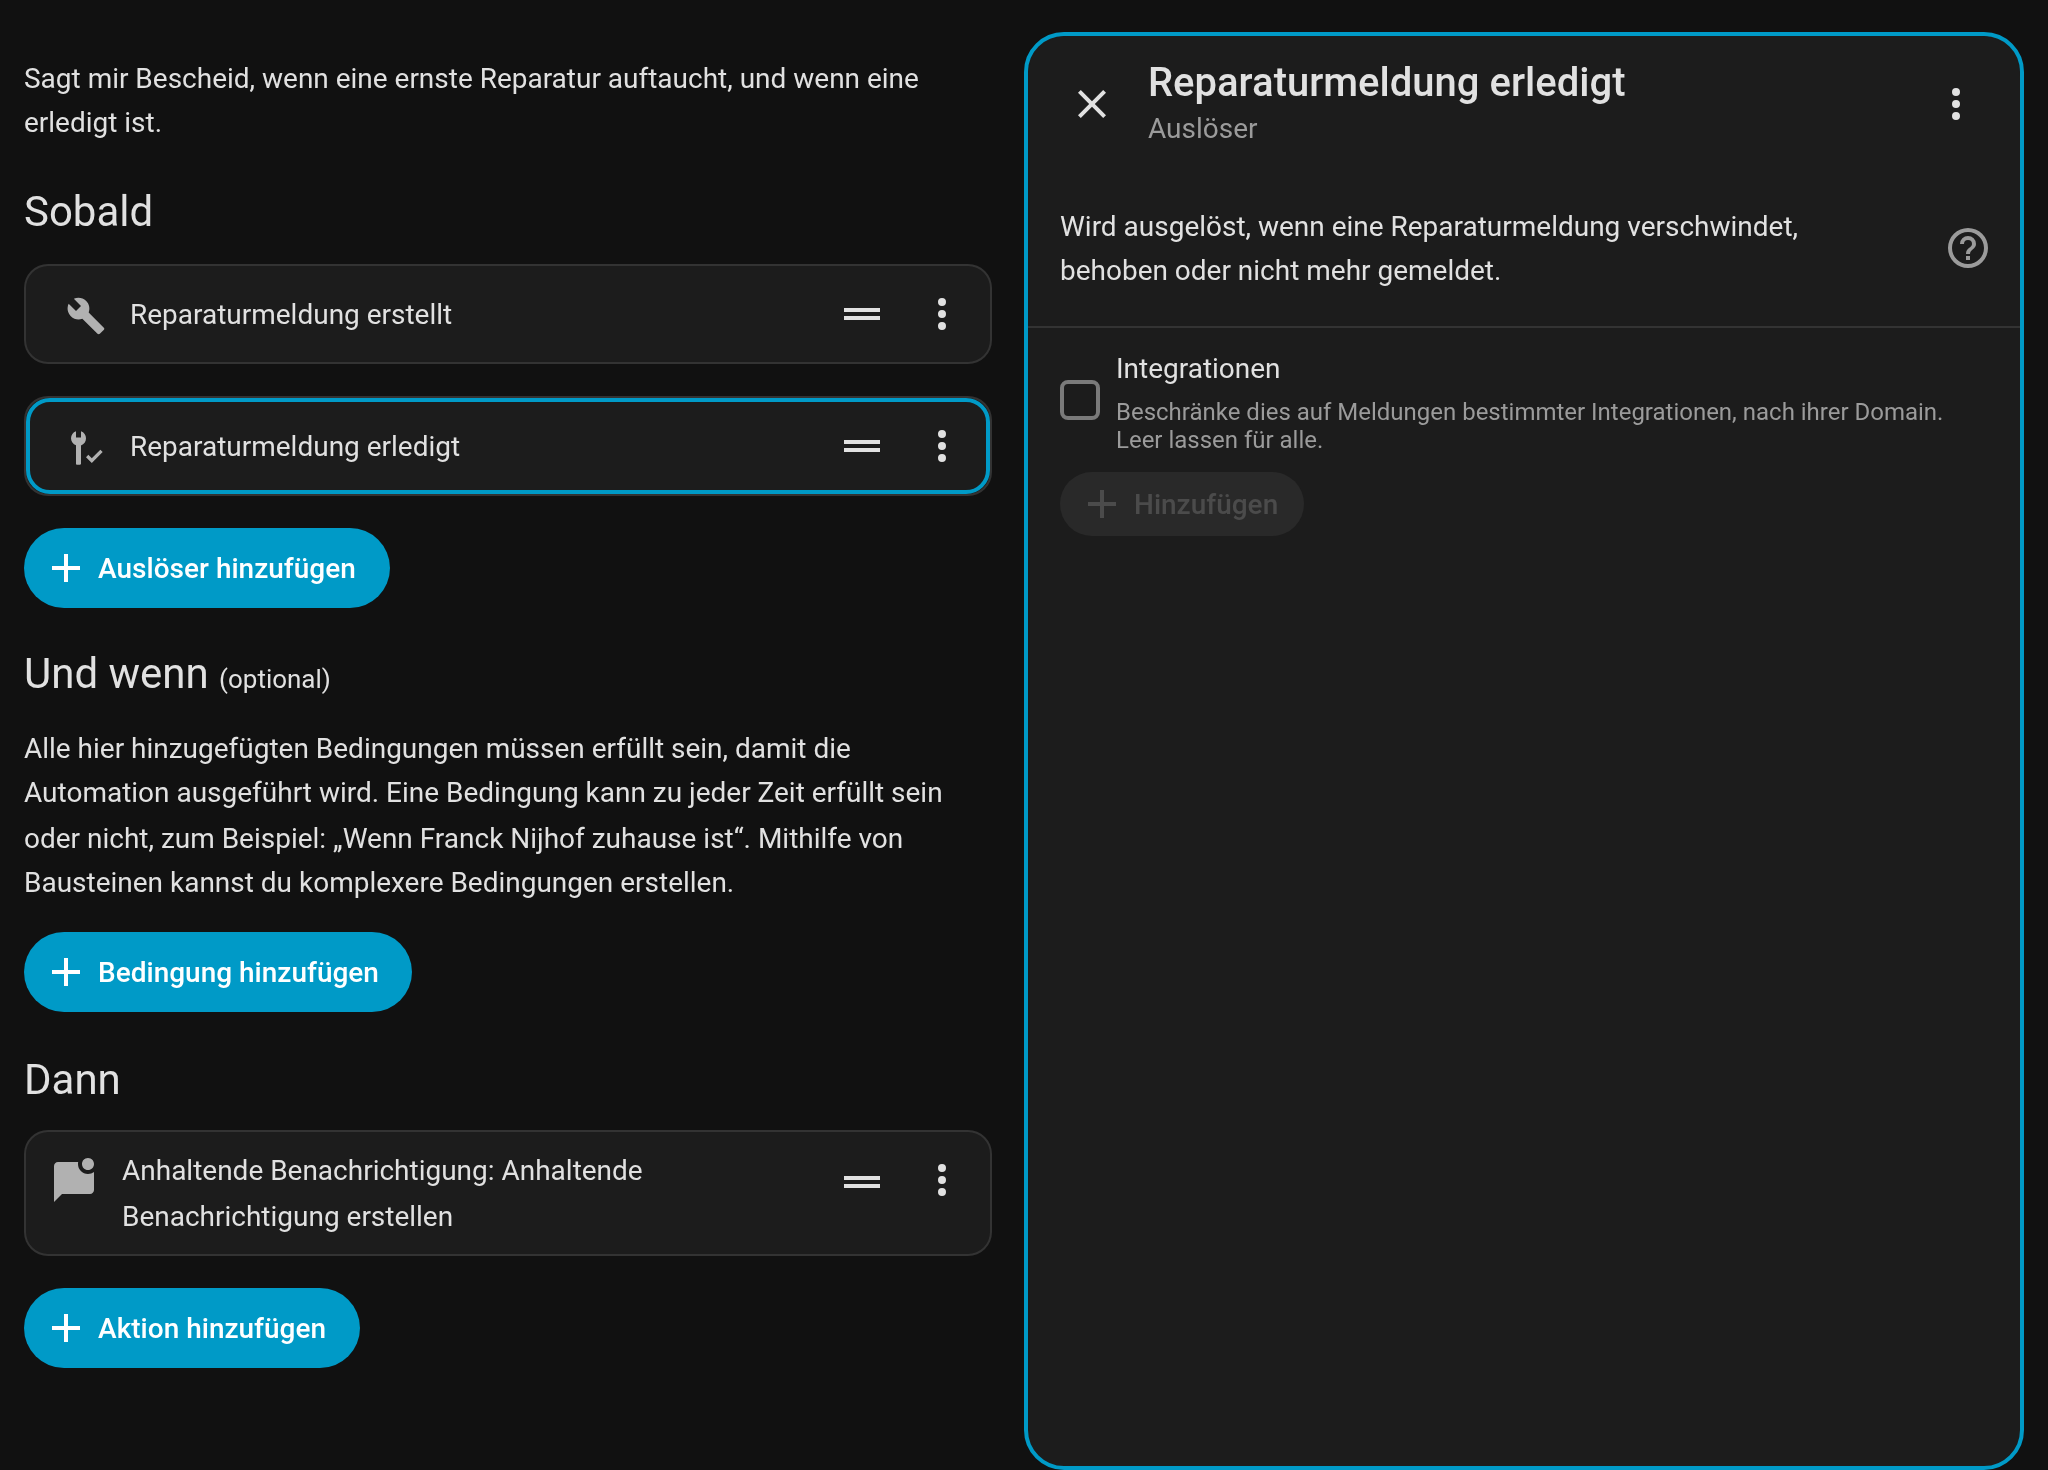 Sagt mir Bescheid, wenn eine ernste Reparatur auftaucht, und wenn eine
erledigt ist.
Sobald
Reparaturmeldung erstellt
Reparaturmeldung erledigt
Auslöser hinzufügen
Und wenn (optional)
Alle hier hinzugefügten Bedingungen müssen erfüllt sein, damit die
Automation ausgeführt wird. Eine Bedingung kann zu jeder Zeit erfüllt sein
oder nicht, zum Beispiel: „Wenn Franck Nijhof zuhause ist“. Mithilfe von
Bausteinen kannst du komplexere Bedingungen erstellen.
Bedingung hinzufügen
Dann
Anhaltende Benachrichtigung: Anhaltende
Benachrichtigung erstellen
Aktion hinzufügen
Reparaturmeldung erledigt
Auslöser
Wird ausgelöst, wenn eine Reparaturmeldung verschwindet,
behoben oder nicht mehr gemeldet.
Integrationen
Beschränke dies auf Meldungen bestimmter Integrationen, nach ihrer Domain.
Leer lassen für alle.
Hinzufügen